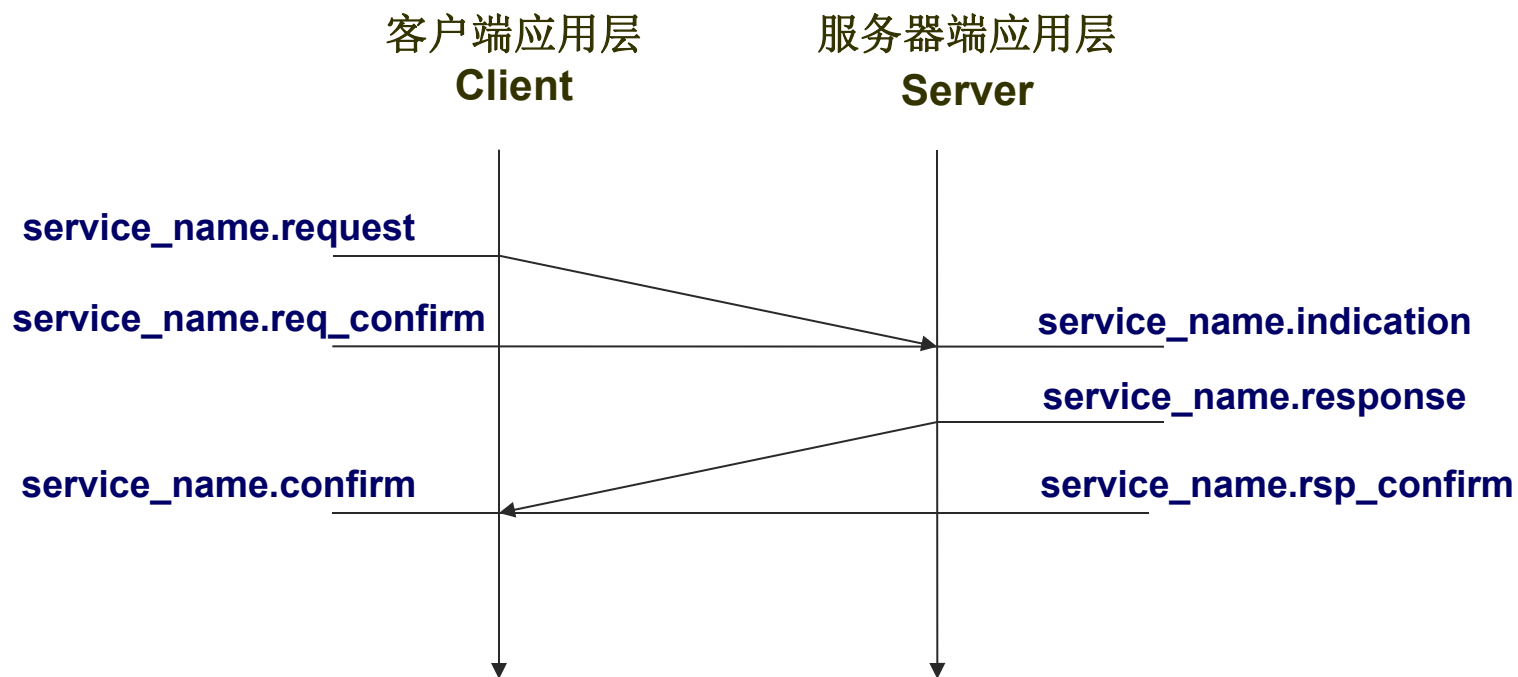 客户端应用层
服务器端应用层
Client
Server
service_name.request
service_name.req_confirm
service_name.indication
service_name.response
service_name.confirm
service_name.rsp_confirm